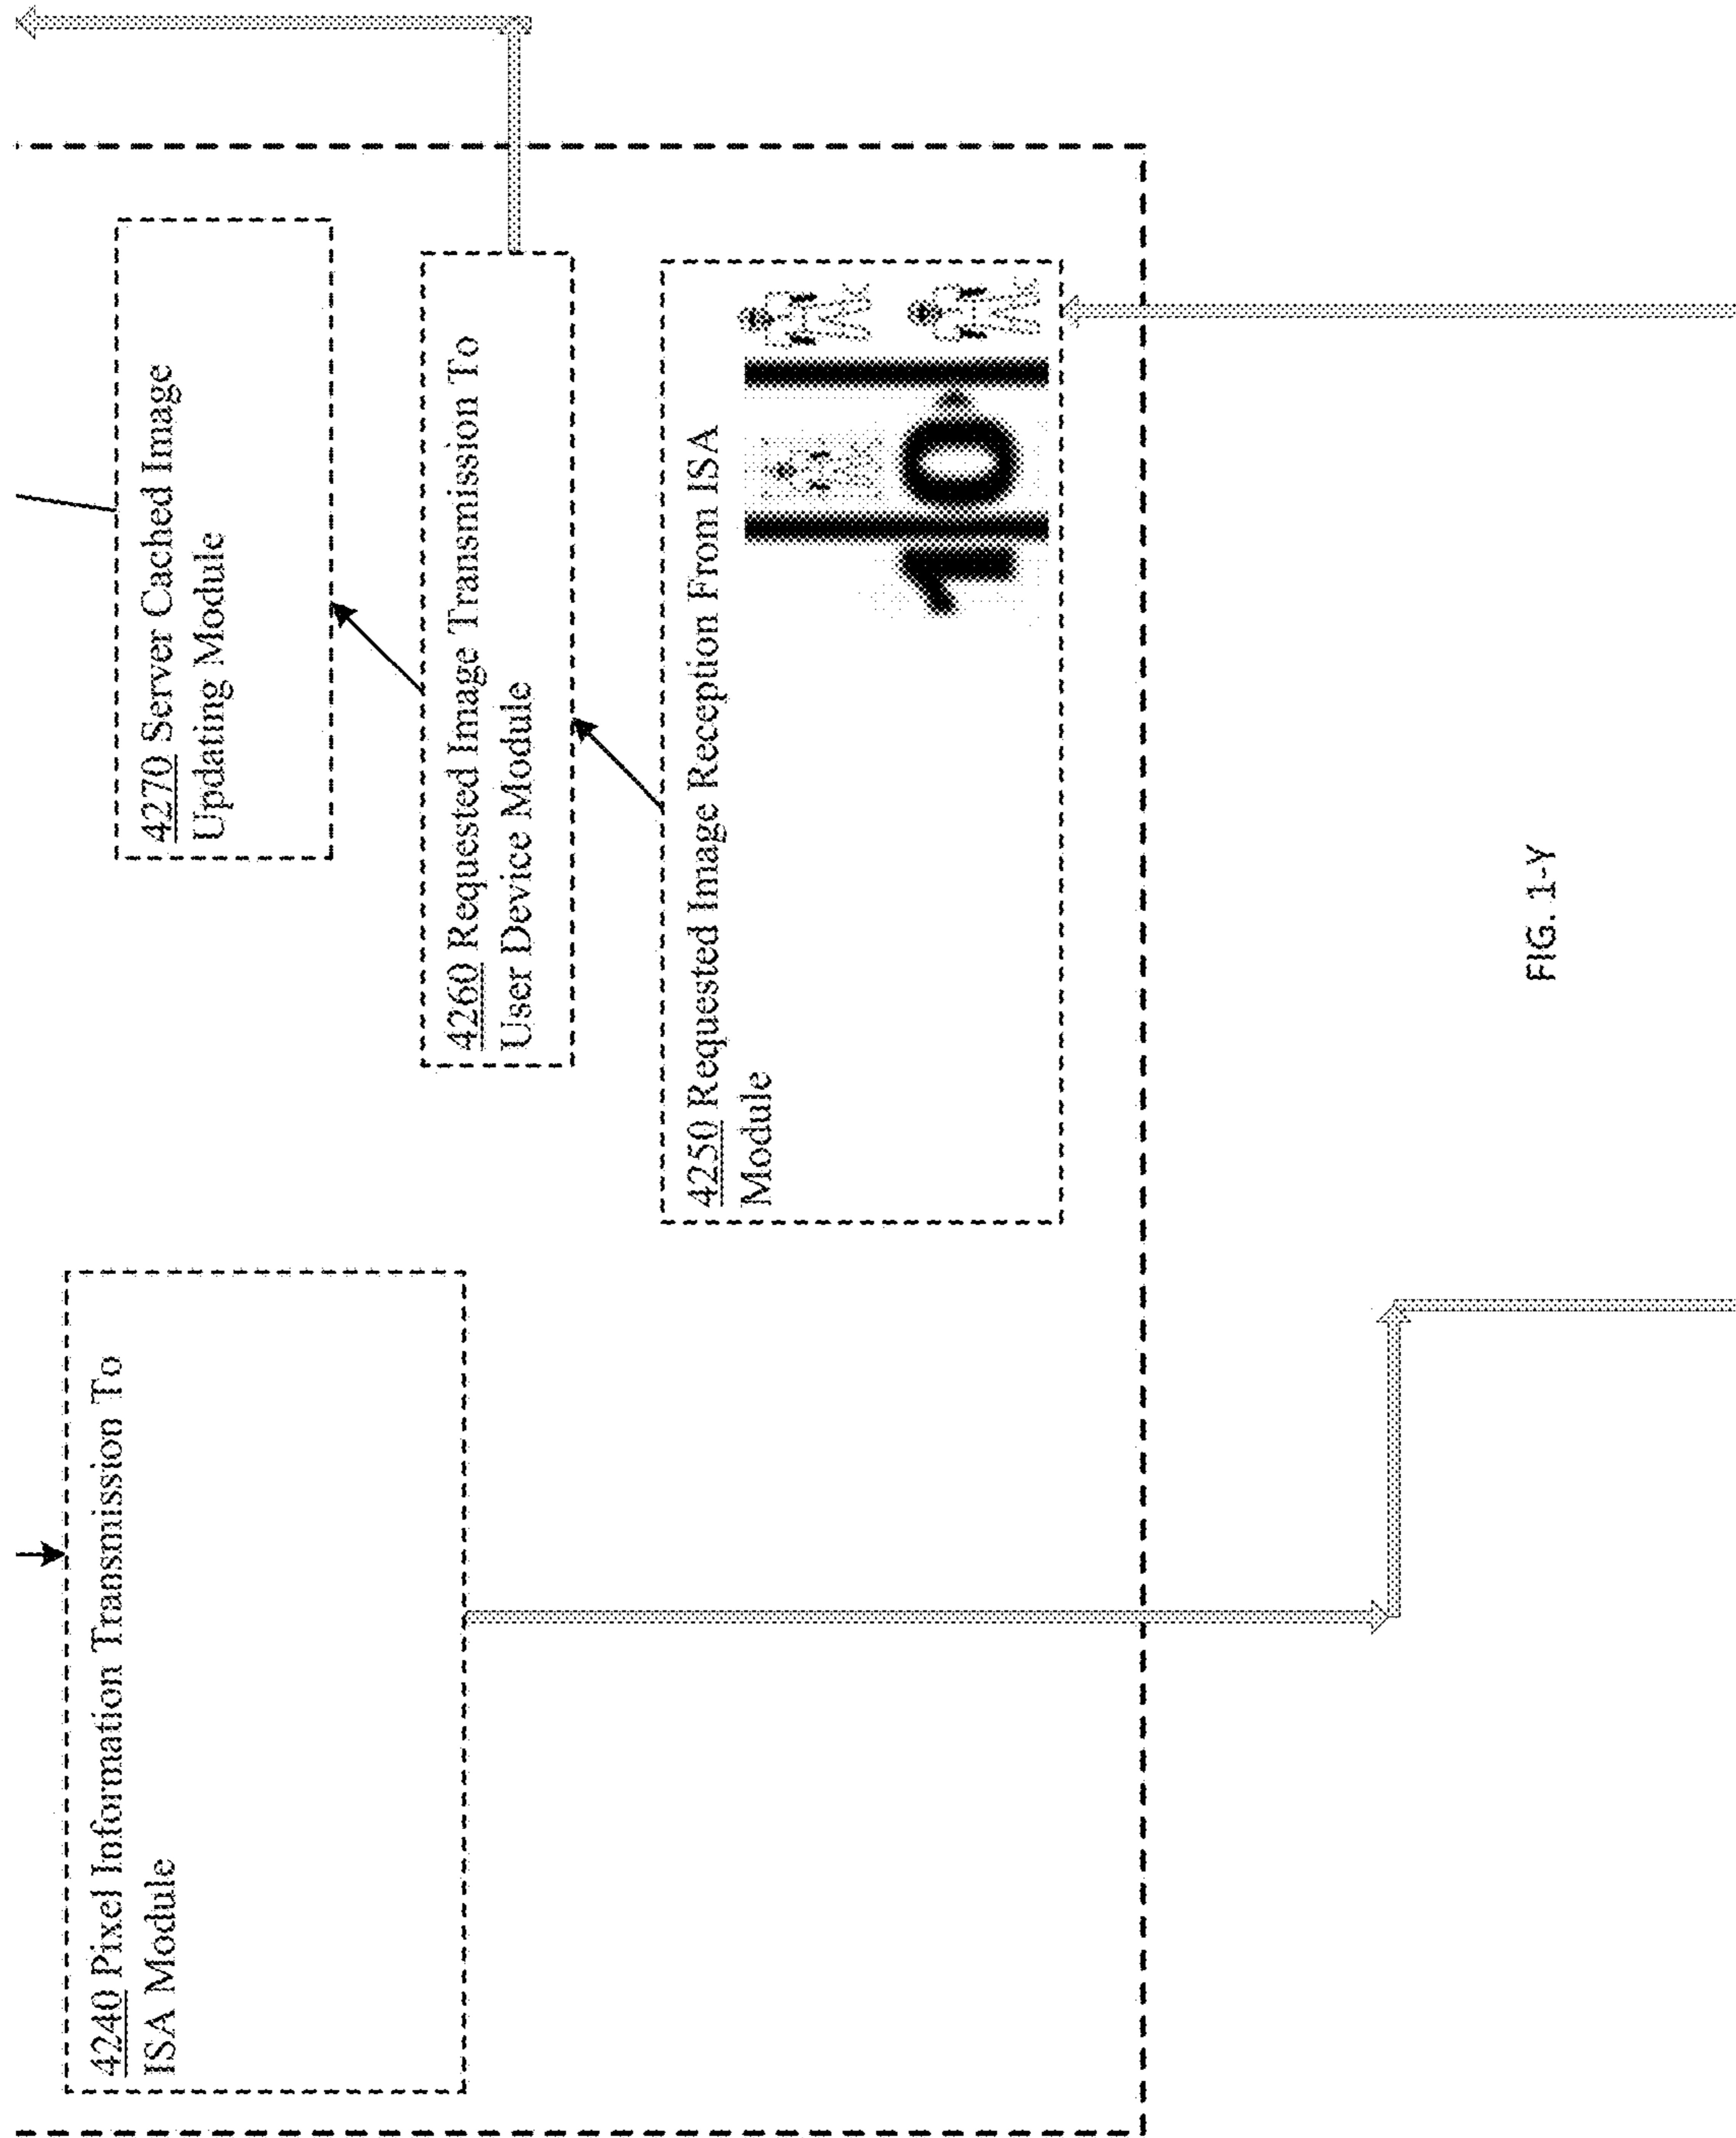 4240 Pixel Information Transmission To
ISA Module
4270 Server Cached Image
Updating Module
4260 Requested Image Transmission To
User Device Module
4250 Requested Image Reception From ISA
Module
10
FIG. 1-Y